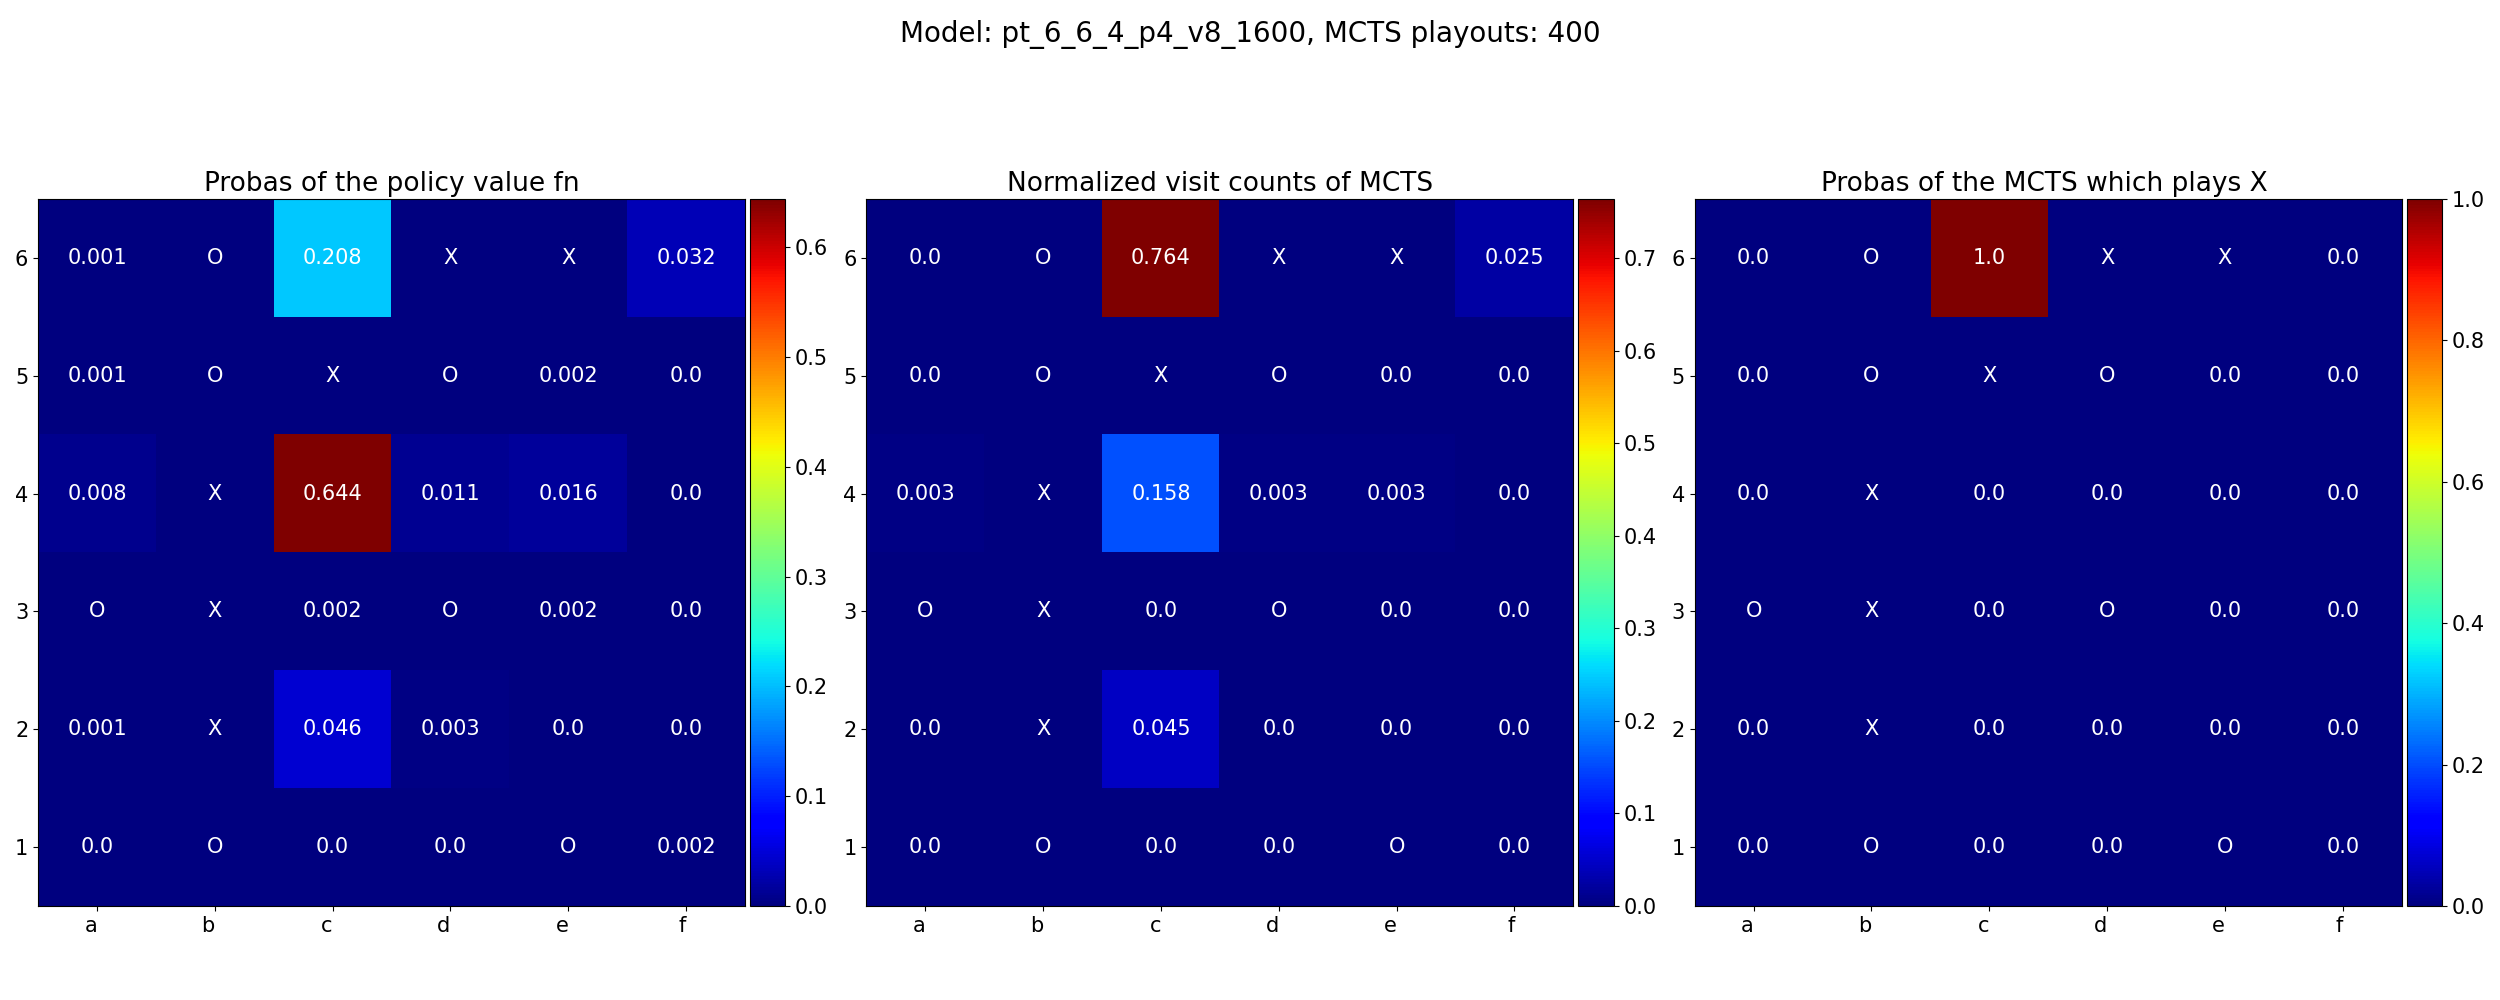 Model: pt_6_6_4_p4_v8_1600, MCTS playouts: 400
Probas of the policy value fn
6 0.001 O 0.208 X X 0.032
5 0.001 O X O 0.002 0.0
4 0.008 X 0.644 0.011 0.016 0.0
3 O X 0.002 O 0.002 0.0
2 0.001 X 0.046 0.003 0.0 0.0
1 0.0 O 0.0 0.0 O 0.002
a b c d e f
0.6
0.5
0.4
0.3
0.2
0.1
0.0
Normalized visit counts of MCTS
6 0.0 O 0.764 X X 0.025
5 0.0 O X O 0.0 0.0
4 0.003 X 0.158 0.003 0.003 0.0
3 O X 0.0 O 0.0 0.0
2 0.0 X 0.045 0.0 0.0 0.0
1 0.0 O 0.0 0.0 O 0.0
a b c d e f
0.7
0.6
0.5
0.4
0.3
0.2
0.1
0.0
Probas of the MCTS which plays X
6 0.0 O 1.0 X X 0.0
5 0.0 O X O 0.0 0.0
4 0.0 X 0.0 0.0 0.0 0.0
3 O X 0.0 O 0.0 0.0
2 0.0 X 0.0 0.0 0.0 0.0
1 0.0 O 0.0 0.0 O 0.0
a b c d e f
1.0
0.8
0.6
0.4
0.2
0.0